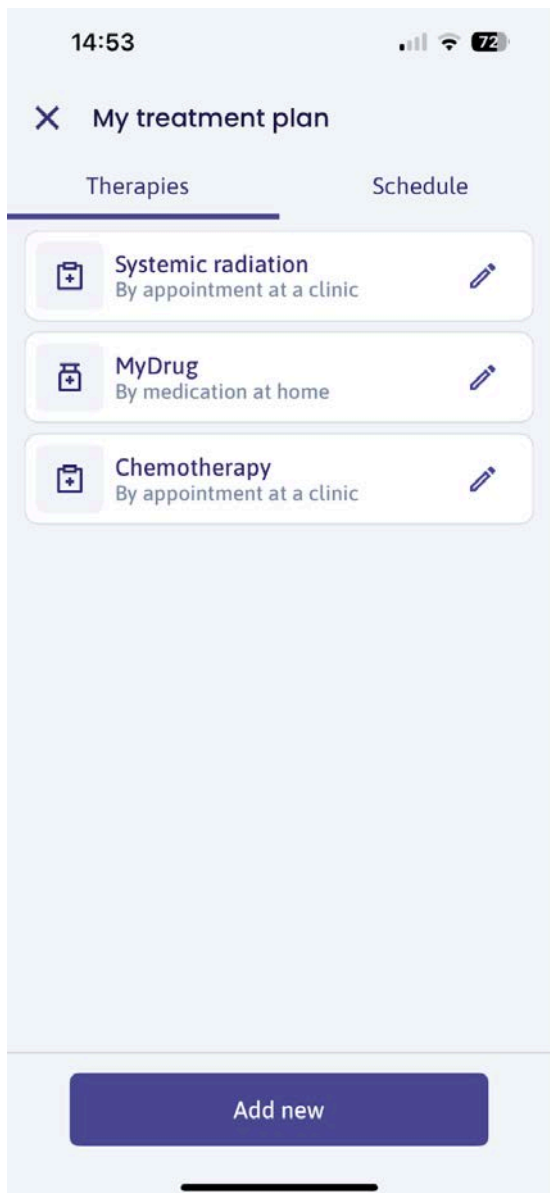 14:53
72
My treatment plan
Therapies
Schedule
Systemic radiation
By appointment at a clinic
MyDrug
By medication at home
Chemotherapy
By appointment at a clinic
Add new